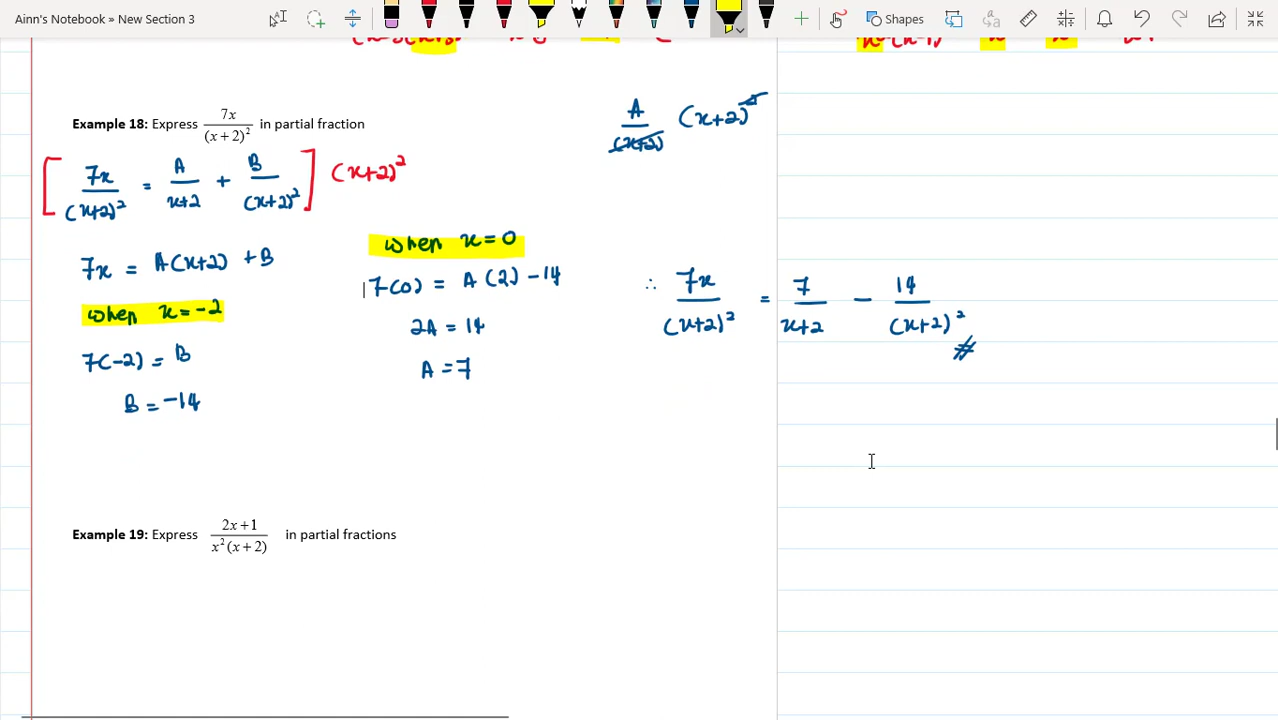 Ainn's Notebook » New Section 3
Shapes
Example 18: Express 7x / (x + 2)² in partial fraction
A / (x+2) (x+2)²
[ 7x / (x+2)² = A / x+2 + B / (x+2)² ] (x+2)²
7x = A(x+2) + B
when x = -2
7(-2) = B
B = -14
when x = 0
7(0) = A(2) - 14
2A = 14
A = 7
∴ 7x / (x+2)² = 7 / x+2 - 14 / (x+2)² #
Example 19: Express 2x+1 / x²(x+2) in partial fractions